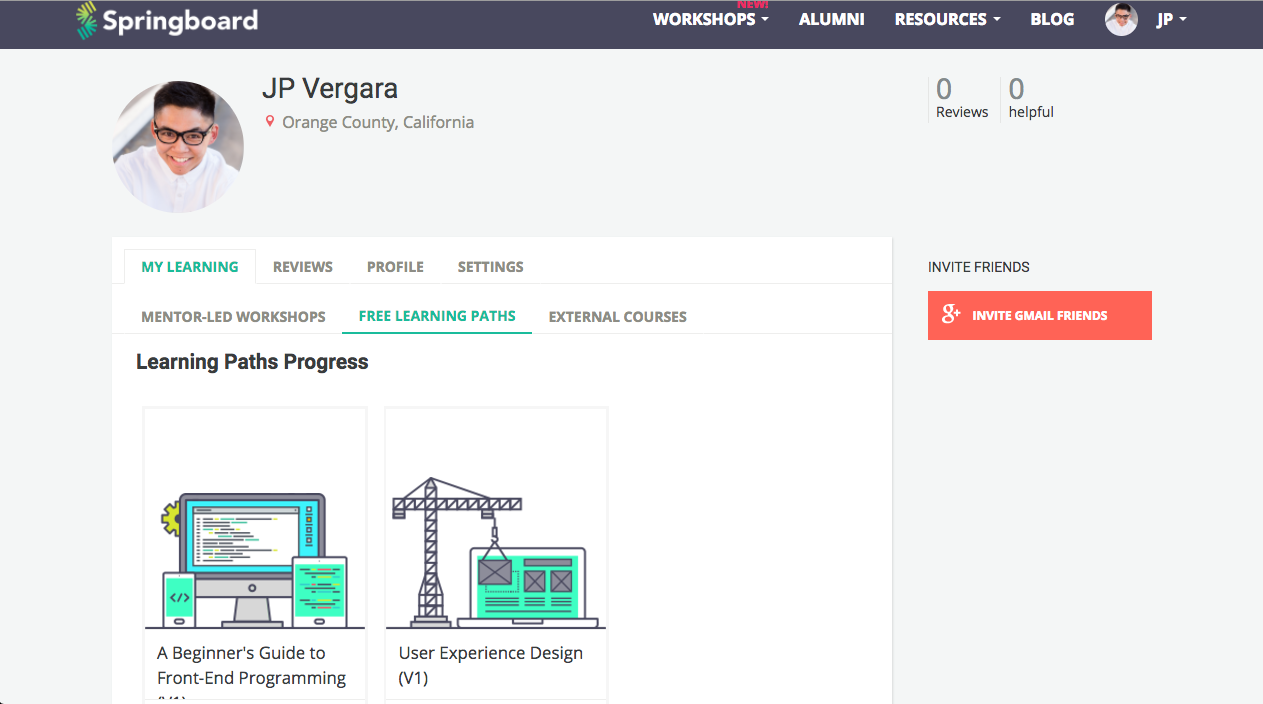 NEW!
Springboard
WORKSHOPS
ALUMNI
RESOURCES
BLOG
JP
JP Vergara
Orange County, California
0
Reviews
0
helpful
MY LEARNING
REVIEWS
PROFILE
SETTINGS
INVITE FRIENDS
g+ INVITE GMAIL FRIENDS
MENTOR-LED WORKSHOPS
FREE LEARNING PATHS
EXTERNAL COURSES
Learning Paths Progress
</>
A Beginner's Guide to
Front-End Programming
(V1)
User Experience Design
(V1)